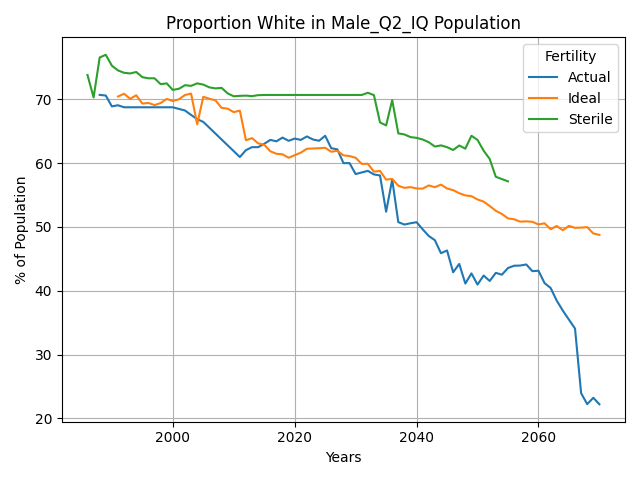 Proportion White in Male_Q2_IQ Population
Fertility
Actual
Ideal
Sterile
% of Population
70
60
50
40
30
20
2000
2020
2040
2060
Years